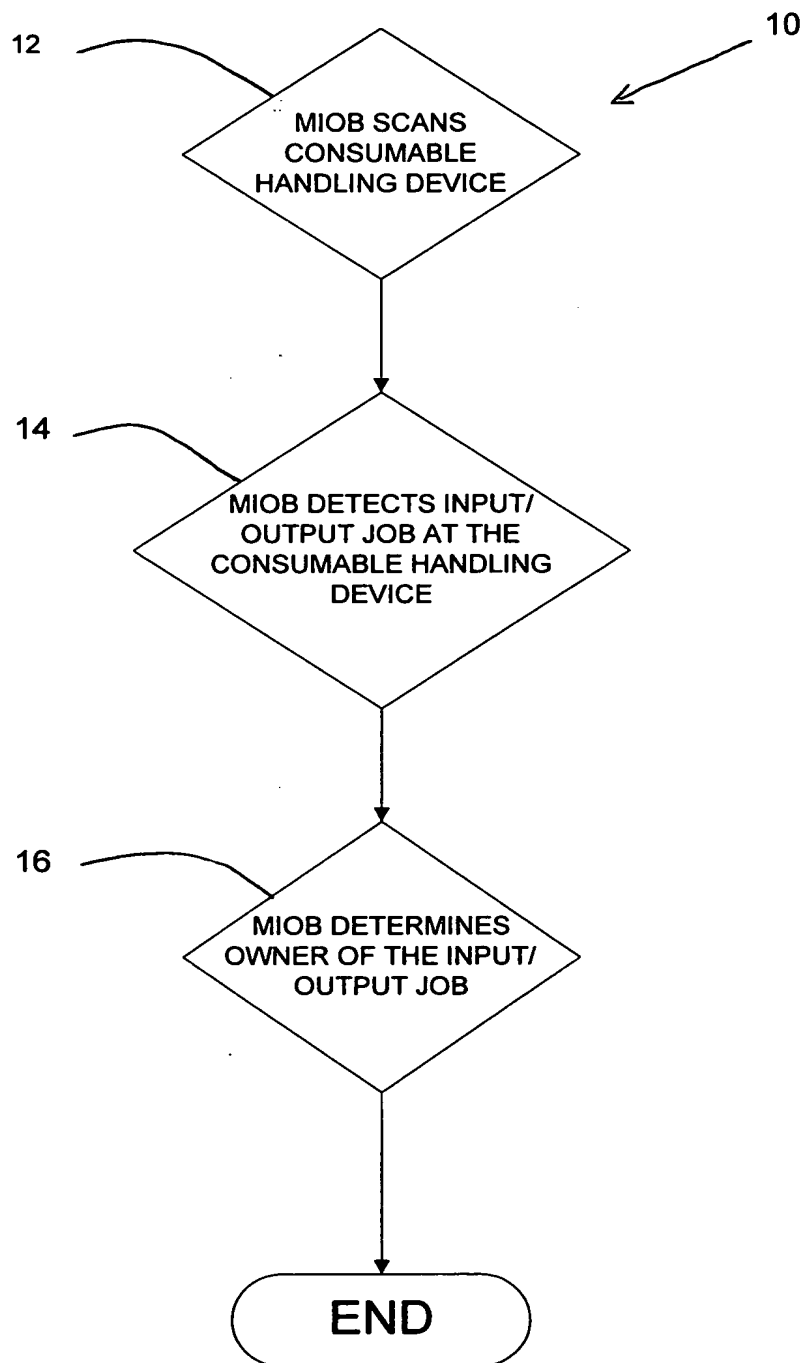 10
12
MIOB SCANS
CONSUMABLE
HANDLING DEVICE
14
MIOB DETECTS INPUT/
OUTPUT JOB AT THE
CONSUMABLE HANDLING
DEVICE
16
MIOB DETERMINES
OWNER OF THE INPUT/
OUTPUT JOB
END